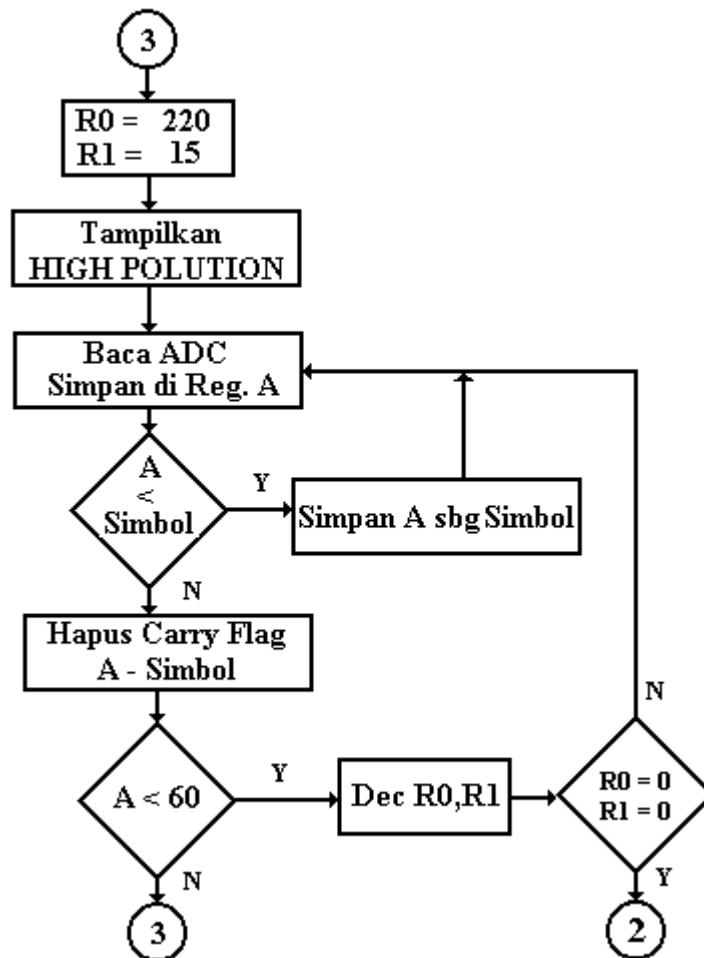 3
R0 = 220
R1 = 15
Tampilkan
HIGH POLUTION
Baca ADC
Simpan di Reg. A
A
<
Simbol
Y
Simpan A sbg Simbol
N
Hapus Carry Flag
A - Simbol
A < 60
Y
Dec R0,R1
R0 = 0
R1 = 0
N
N
Y
3
2